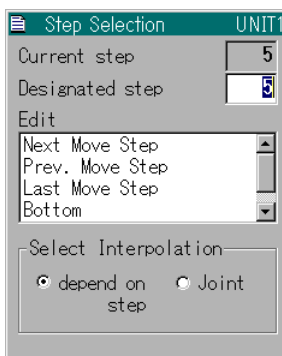 Step Selection UNIT1
Current step 5
Designated step 5
Edit
Next Move Step
Prev. Move Step
Last Move Step
Bottom
Select Interpolation
depend on step
Joint